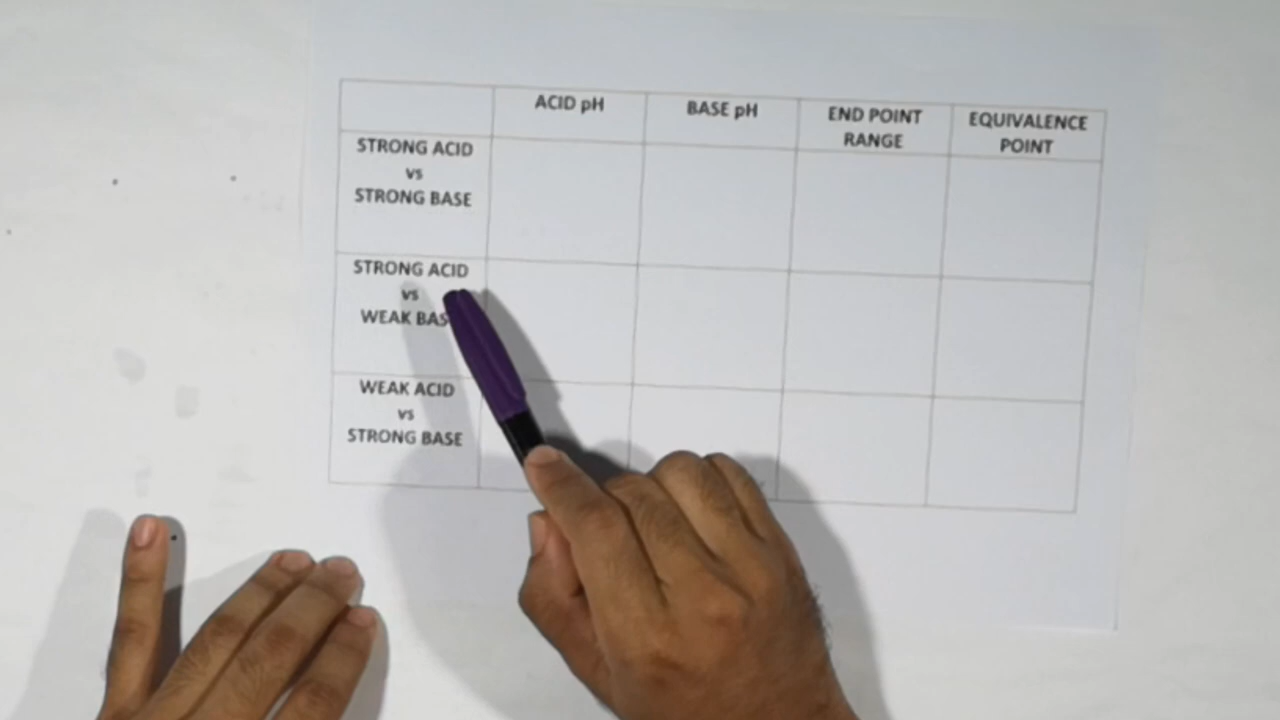 ACID pH
BASE pH
END POINT
RANGE
EQUIVALENCE
POINT
STRONG ACID
vs
STRONG BASE
STRONG ACID
vs
WEAK BAS
WEAK ACID
vs
STRONG BASE